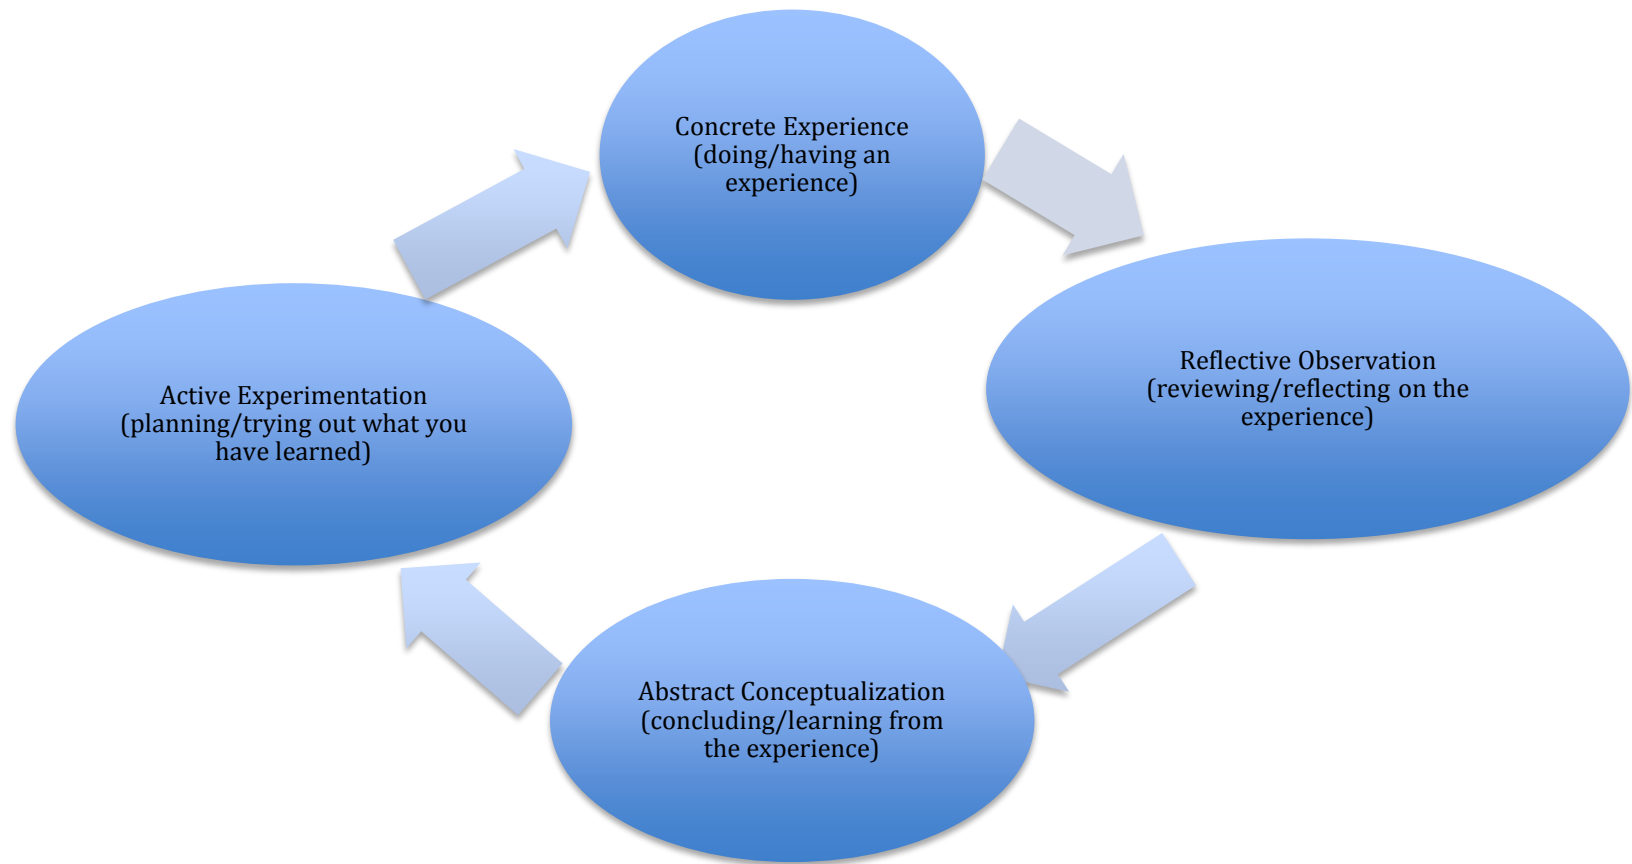 Concrete Experience
(doing/having an
experience)
Reflective Observation
(reviewing/reflecting on the
experience)
Abstract Conceptualization
(concluding/learning from
the experience)
Active Experimentation
(planning/trying out what you
have learned)